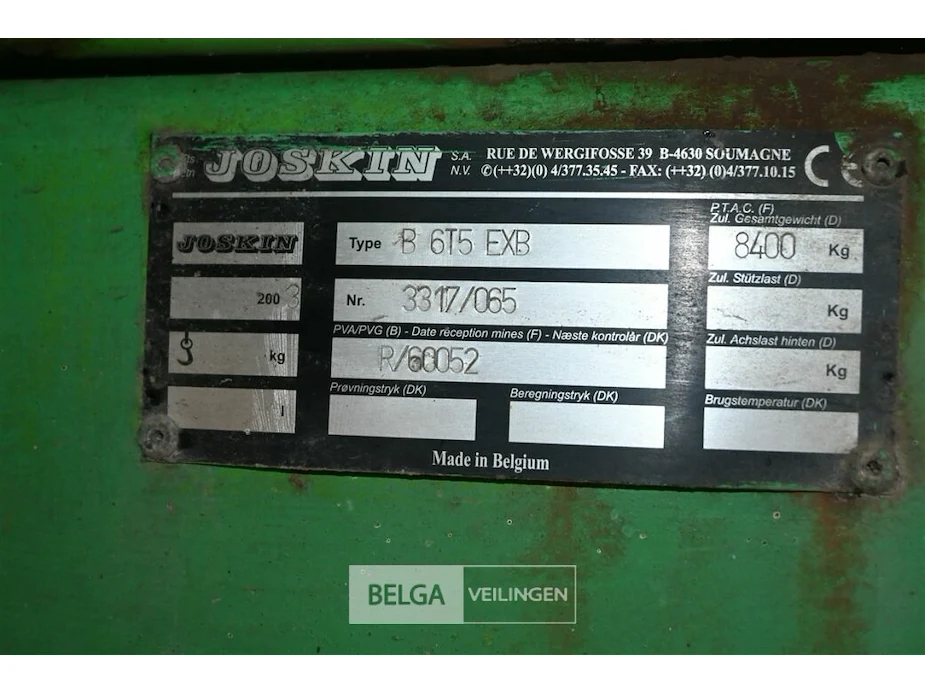 JOSKIN S.A. RUE DE WERGIFOSSE 39 B-4630 SOUMAGNE
N.V. ✆(++32)(0) 4/377.35.45 - FAX: (++32) (0)4/377.10.15 CE
P.T.A.C. (F)
Zul. Gesamtgewicht (D)
JOSKIN Type B 6T5 EXB 8400 Kg
Zul. Stützlast (D)
2003 Nr. 3317/065 Kg
PVA/PVG (B) - Date réception mines (F) - Næste kontrolår (DK) Zul. Achslast hinten (D)
kg R/60052 Kg
Prøvningstryk (DK) Beregningstryk (DK) Brugstemperatur (DK)
l
Made in Belgium
BELGA VEILINGEN